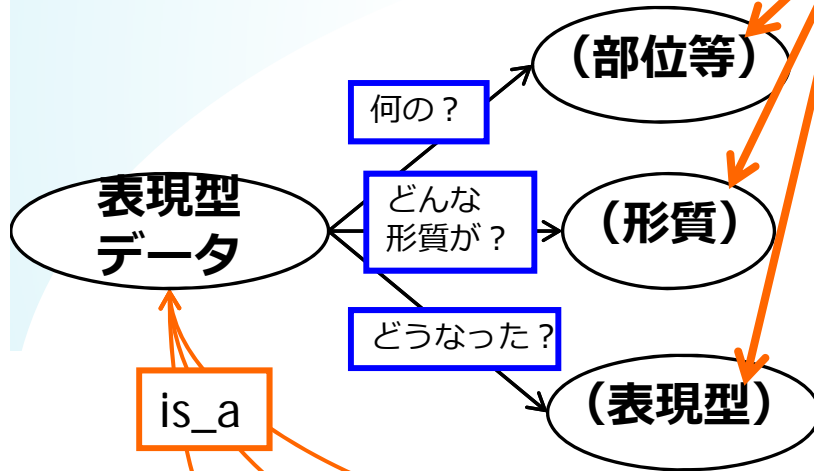 （部位等）
何の？
表現型
データ
どんな
形質が？
（形質）
どうなった？
（表現型）
is_a